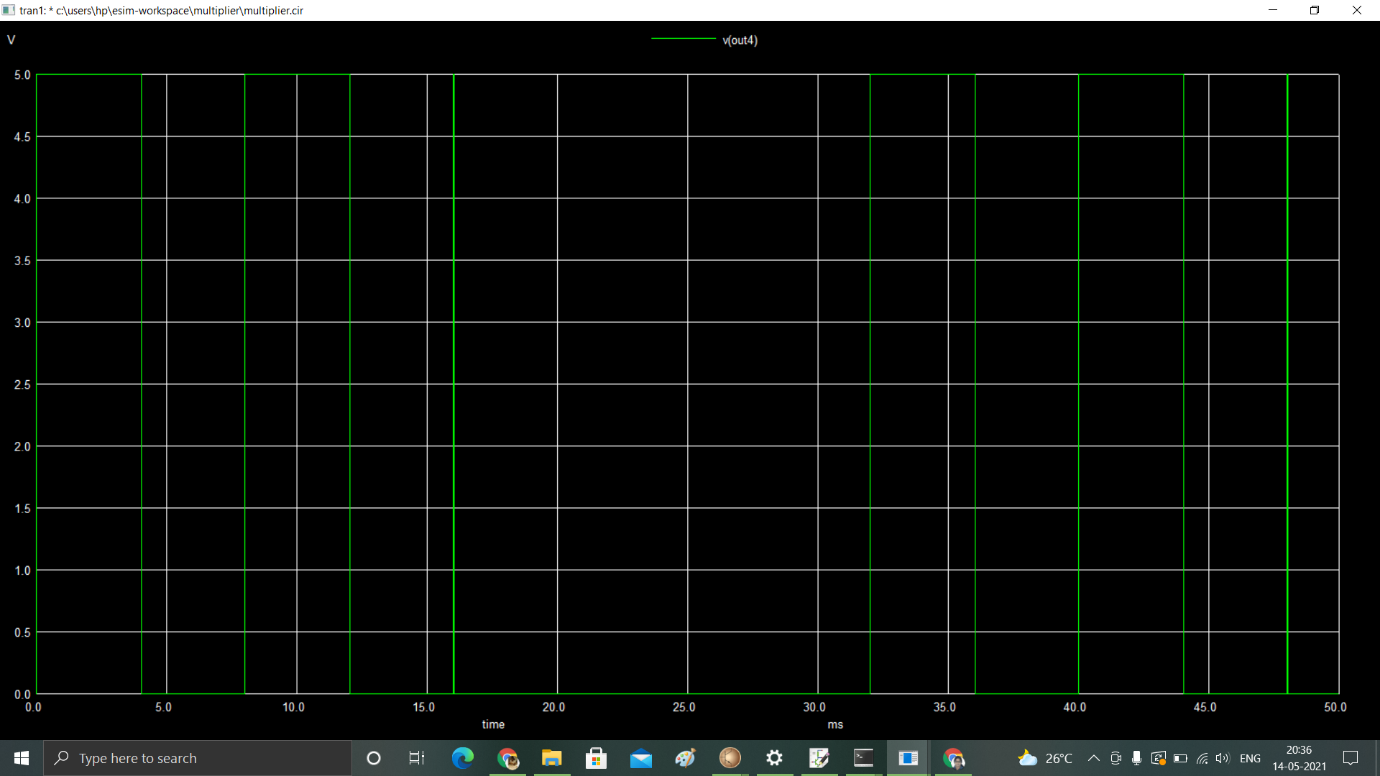 tran1: * c:\users\hp\esim-workspace\multiplier\multiplier.cir
V
v(out4)
5.0
4.5
4.0
3.5
3.0
2.5
2.0
1.5
1.0
0.5
0.0
0.0 5.0 10.0 15.0 20.0 25.0 30.0 35.0 40.0 45.0 50.0
time ms
Type here to search
26°C
ENG
20:36
14-05-2021